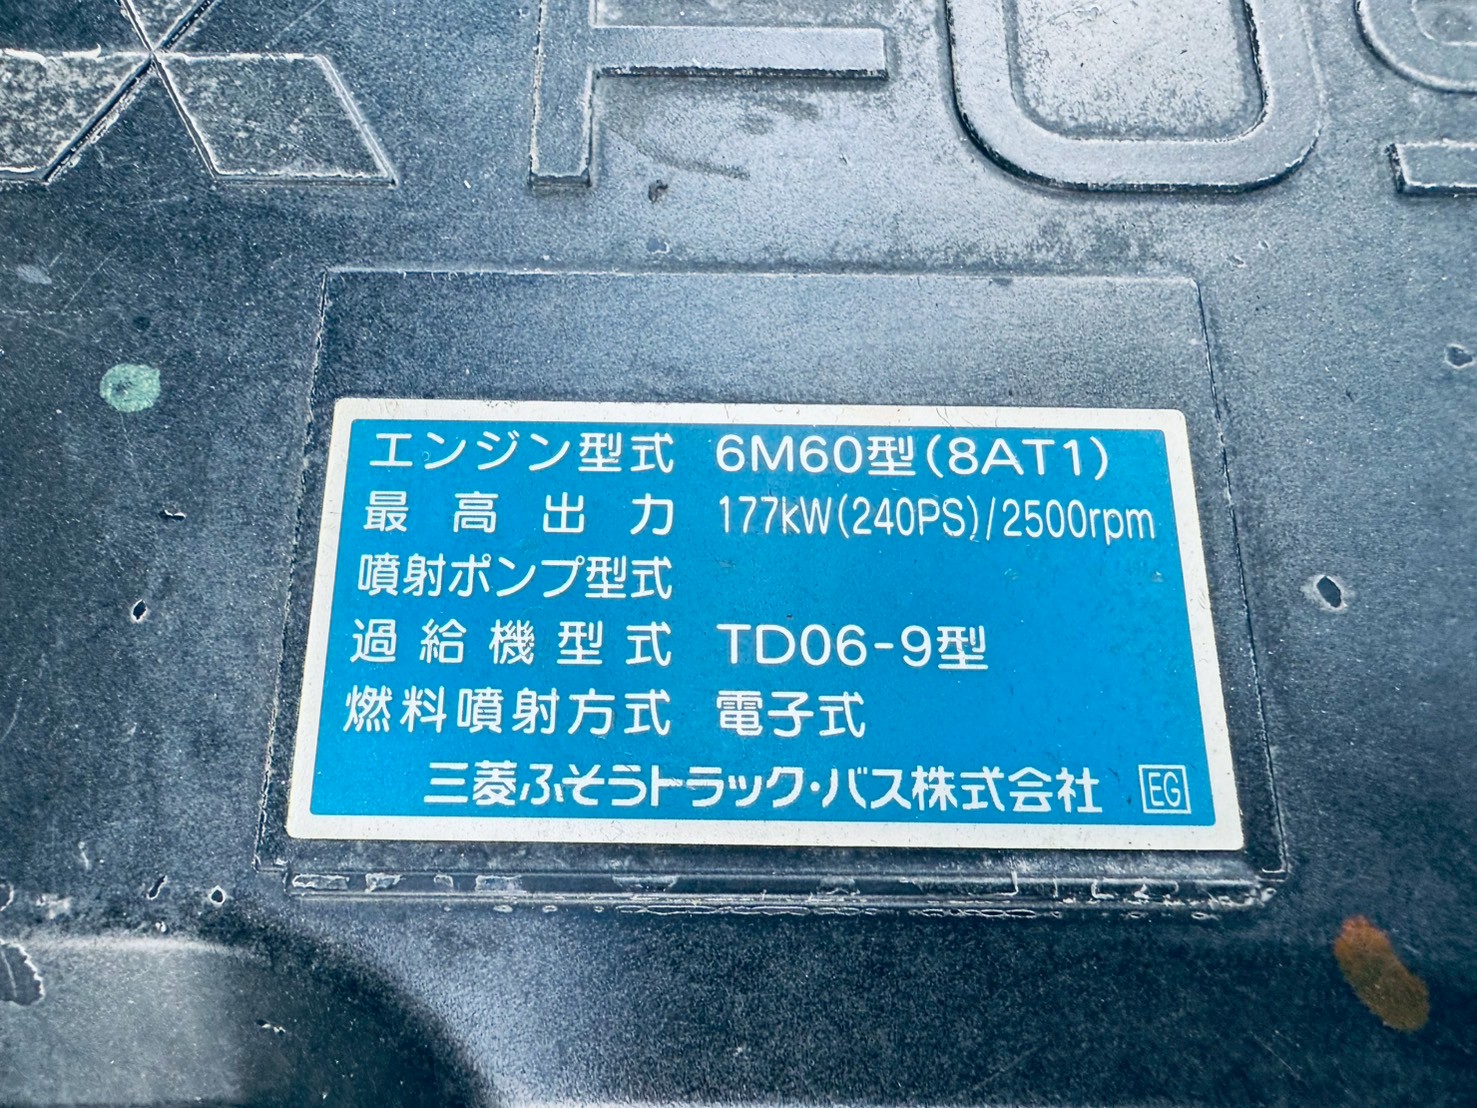 エンジン型式 6M60型(8AT1)
最高出力 177kW(240PS)/2500rpm
噴射ポンプ型式
過給機型式 TD06-9型
燃料噴射方式 電子式
三菱ふそうトラック・バス株式会社 EG